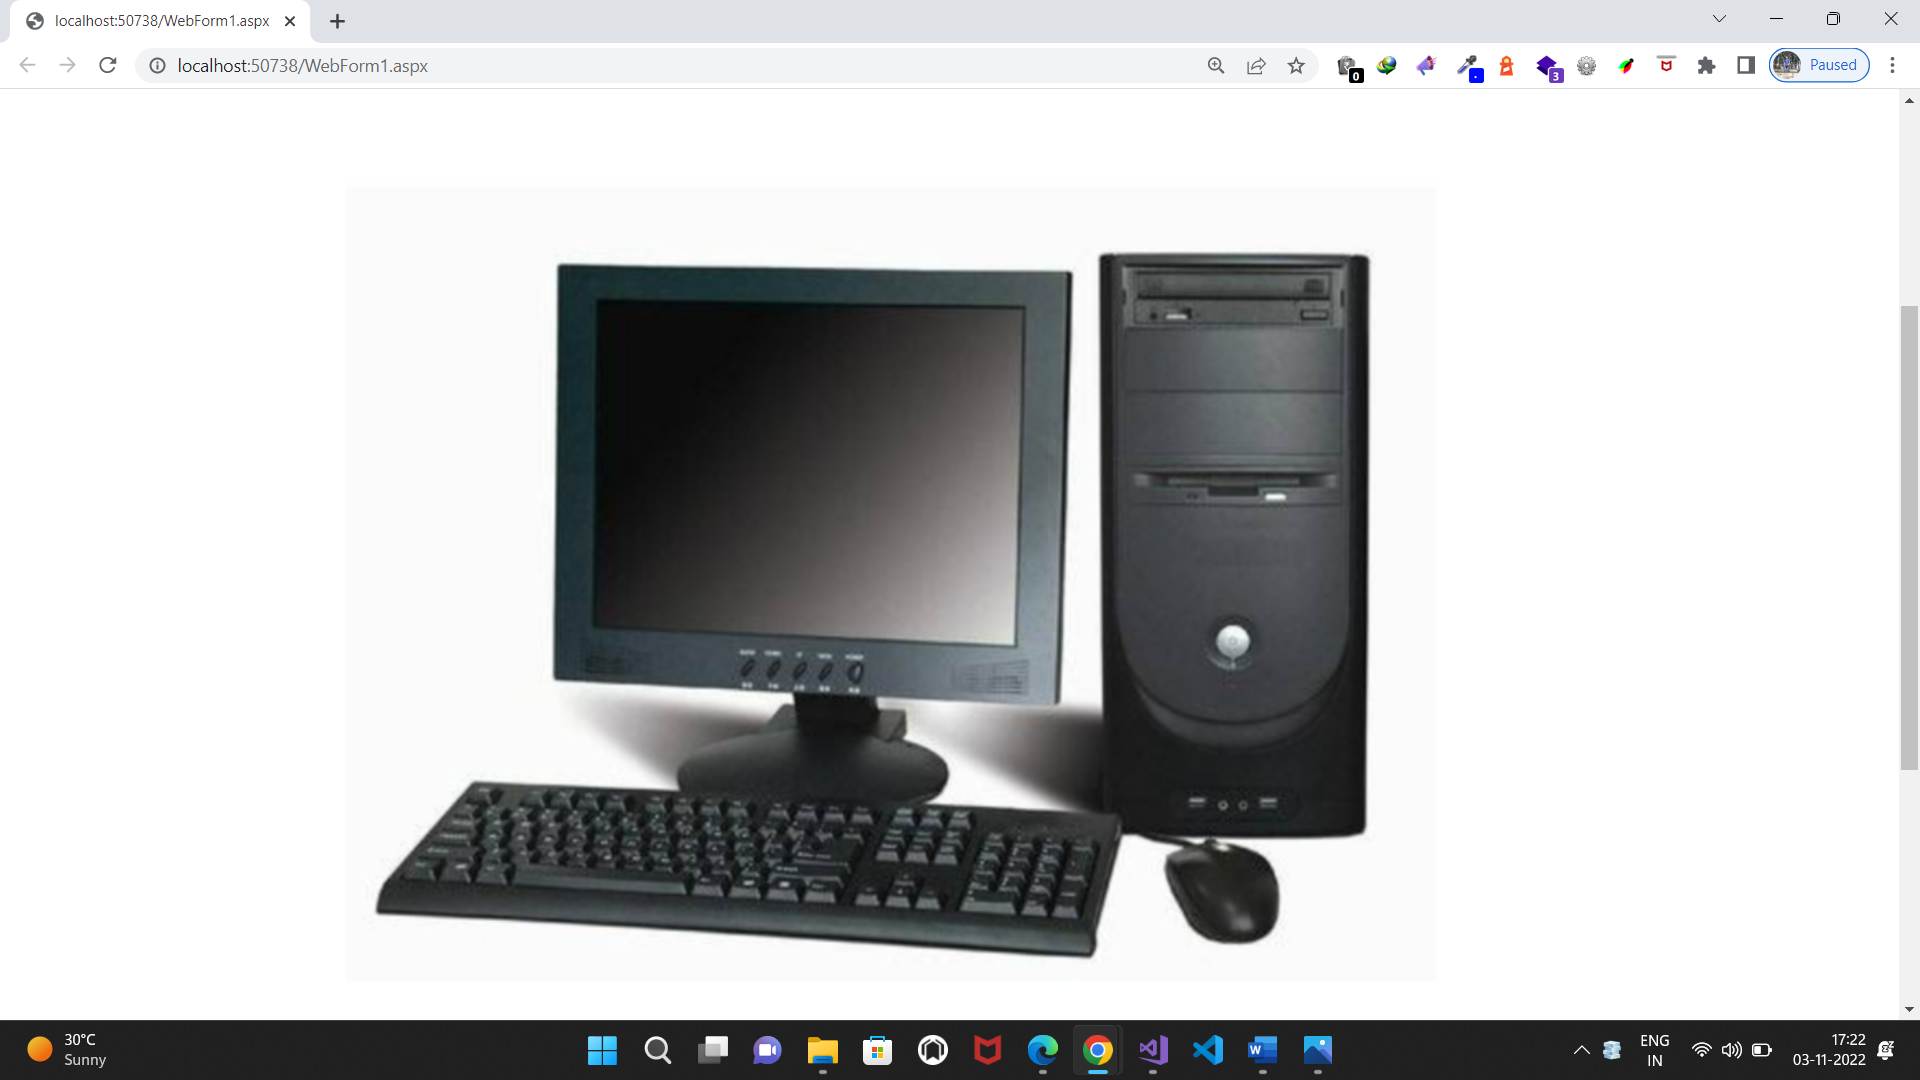 localhost:50738/WebForm1.aspx
localhost:50738/WebForm1.aspx
0
3
Paused
30°C
Sunny
ENG
IN
17:22
03-11-2022